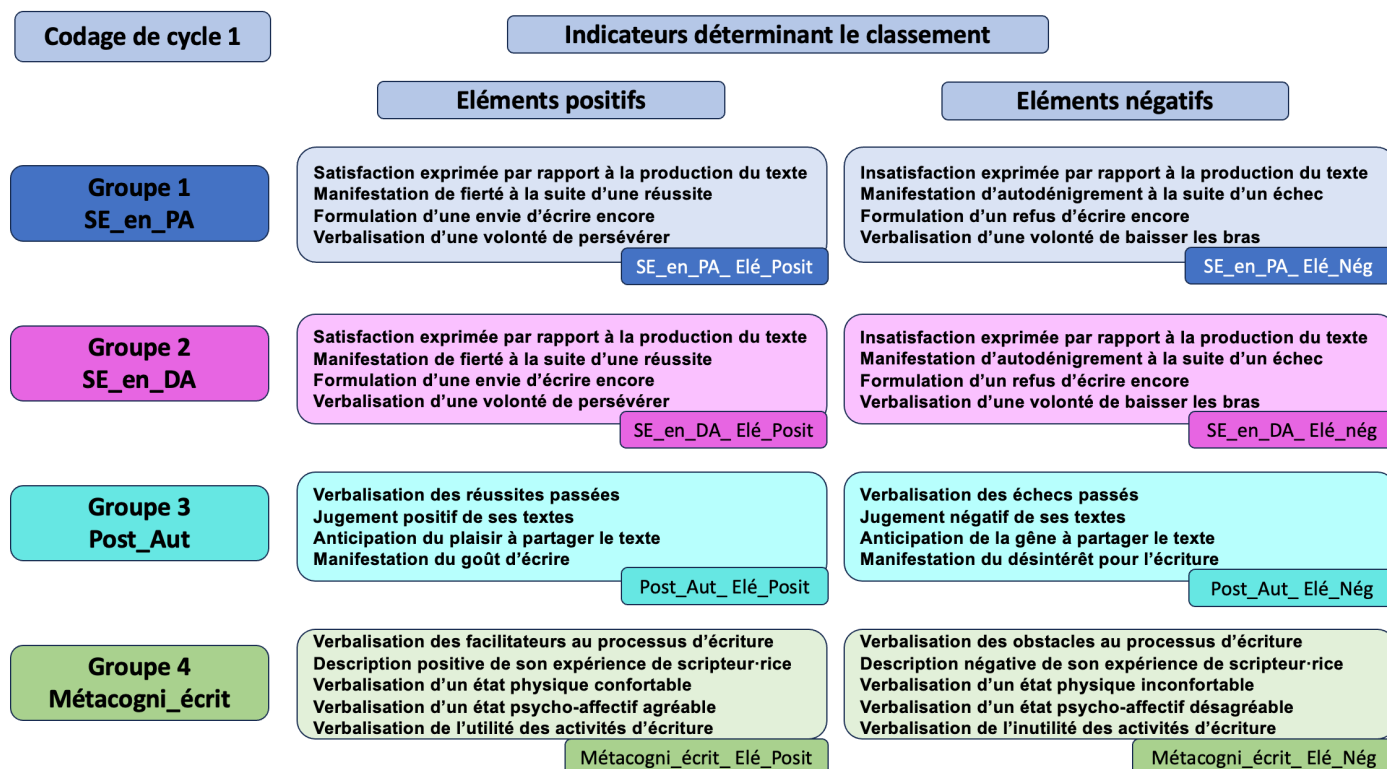 Codage de cycle 1
Indicateurs déterminant le classement
Eléments positifs
Eléments négatifs
Groupe 1
SE_en_PA
Satisfaction exprimée par rapport à la production du texte
Manifestation de fierté à la suite d'une réussite
Formulation d'une envie d'écrire encore
Verbalisation d'une volonté de persévérer
SE_en_PA_ Elé_Posit
Insatisfaction exprimée par rapport à la production du texte
Manifestation d'autodénigrement à la suite d'un échec
Formulation d'un refus d'écrire encore
Verbalisation d'une volonté de baisser les bras
SE_en_PA_ Elé_Nég
Groupe 2
SE_en_DA
Satisfaction exprimée par rapport à la production du texte
Manifestation de fierté à la suite d'une réussite
Formulation d'une envie d'écrire encore
Verbalisation d'une volonté de persévérer
SE_en_DA_ Elé_Posit
Insatisfaction exprimée par rapport à la production du texte
Manifestation d'autodénigrement à la suite d'un échec
Formulation d'un refus d'écrire encore
Verbalisation d'une volonté de baisser les bras
SE_en_DA_ Elé_nég
Groupe 3
Post_Aut
Verbalisation des réussites passées
Jugement positif de ses textes
Anticipation du plaisir à partager le texte
Manifestation du goût d'écrire
Post_Aut_ Elé_Posit
Verbalisation des échecs passés
Jugement négatif de ses textes
Anticipation de la gêne à partager le texte
Manifestation du désintérêt pour l'écriture
Post_Aut_ Elé_Nég
Groupe 4
Métacogni_écrit
Verbalisation des facilitateurs au processus d'écriture
Description positive de son expérience de scripteur·rice
Verbalisation d'un état physique confortable
Verbalisation d'un état psycho-affectif agréable
Verbalisation de l'utilité des activités d'écriture
Métacogni_écrit_ Elé_Posit
Verbalisation des obstacles au processus d'écriture
Description négative de son expérience de scripteur·rice
Verbalisation d'un état physique inconfortable
Verbalisation d'un état psycho-affectif désagréable
Verbalisation de l'inutilité des activités d'écriture
Métacogni_écrit_ Elé_Nég